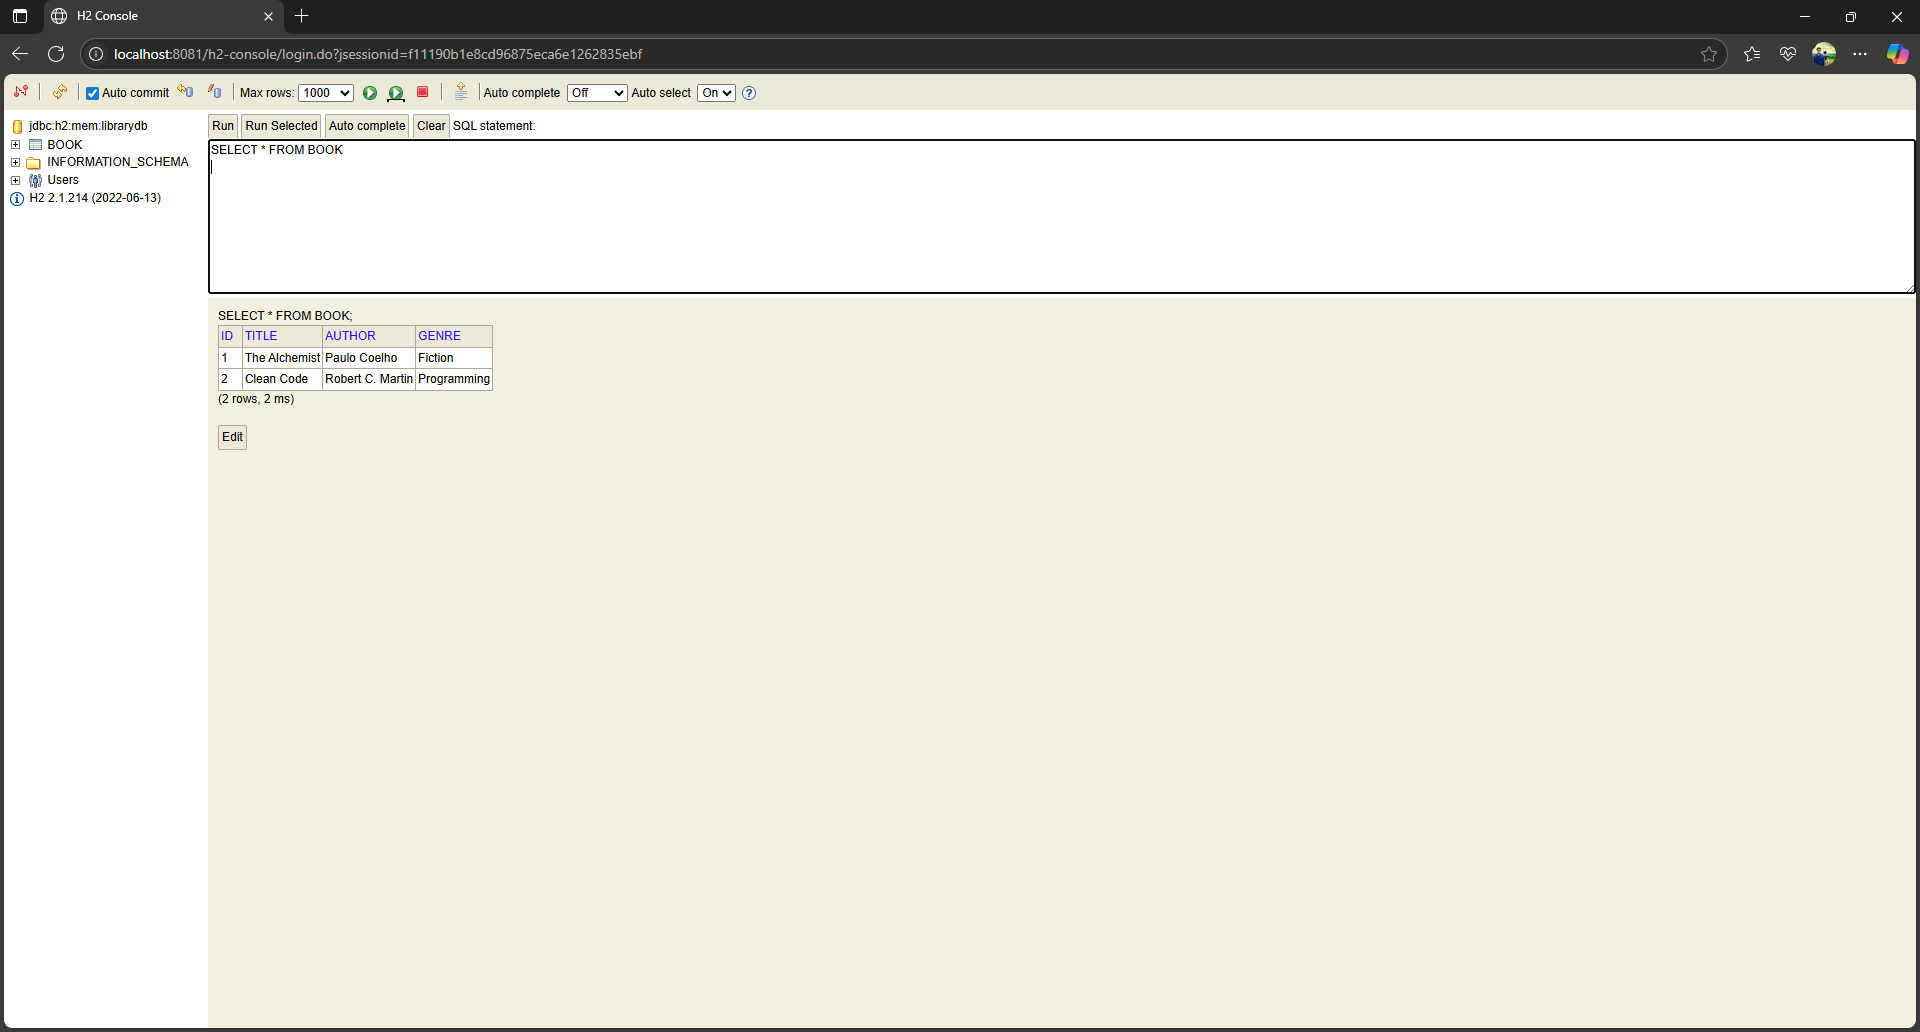 H2 Console
localhost:8081/h2-console/login.do?jsessionid=f11190b1e8cd96875eca6e1262835ebf
Auto commit Max rows: 1000 Auto complete Off Auto select On
jdbc:h2:mem:librarydb
BOOK
INFORMATION_SCHEMA
Users
H2 2.1.214 (2022-06-13)
Run Run Selected Auto complete Clear SQL statement:
SELECT * FROM BOOK
SELECT * FROM BOOK;
ID TITLE AUTHOR GENRE
1 The Alchemist Paulo Coelho Fiction
2 Clean Code Robert C. Martin Programming
(2 rows, 2 ms)
Edit